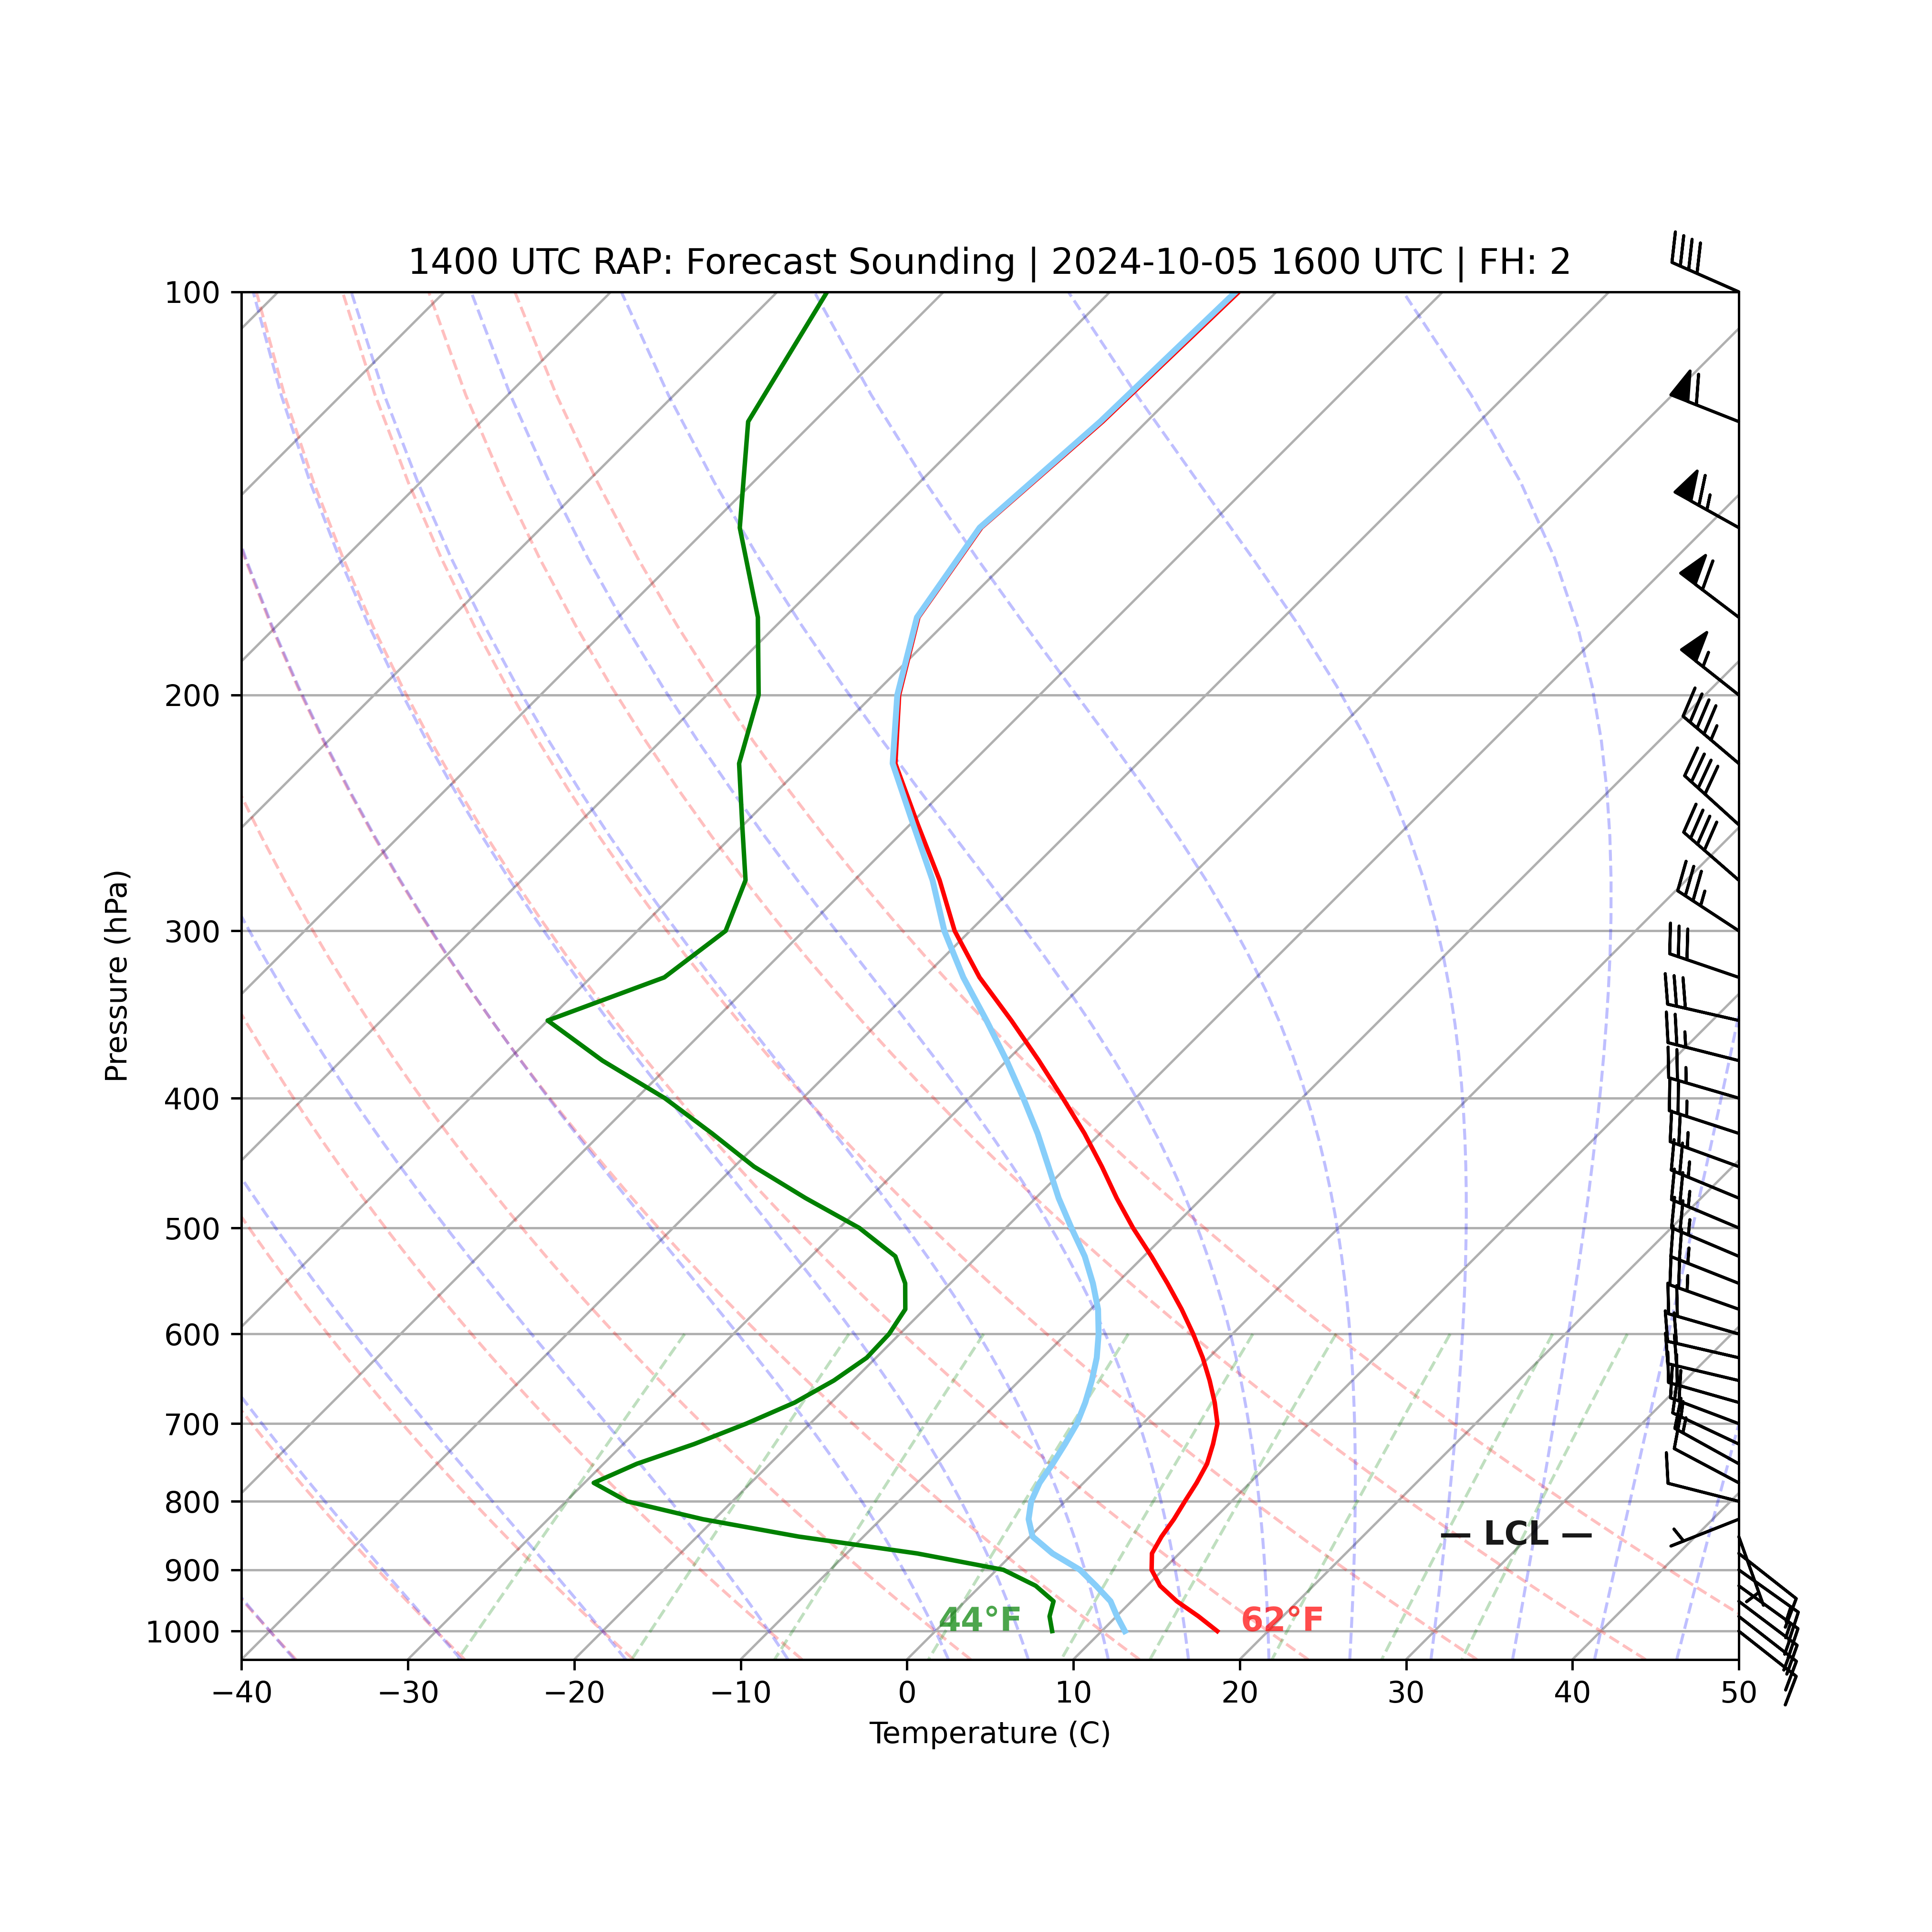 1400 UTC RAP: Forecast Sounding | 2024-10-05 1600 UTC | FH: 2
100
200
300
400
500
600
700
800
900
1000
Pressure (hPa)
— LCL —
44°F
62°F
−40 −30 −20 −10 0 10 20 30 40 50
Temperature (C)